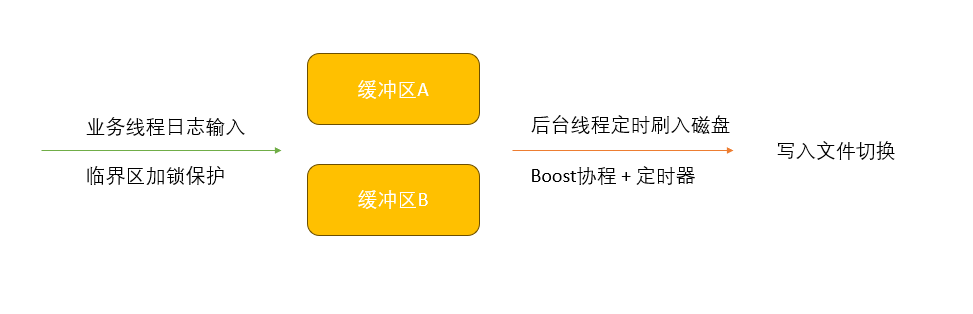 业务线程日志输入
临界区加锁保护
缓冲区A
缓冲区B
后台线程定时刷入磁盘
Boost协程 + 定时器
写入文件切换